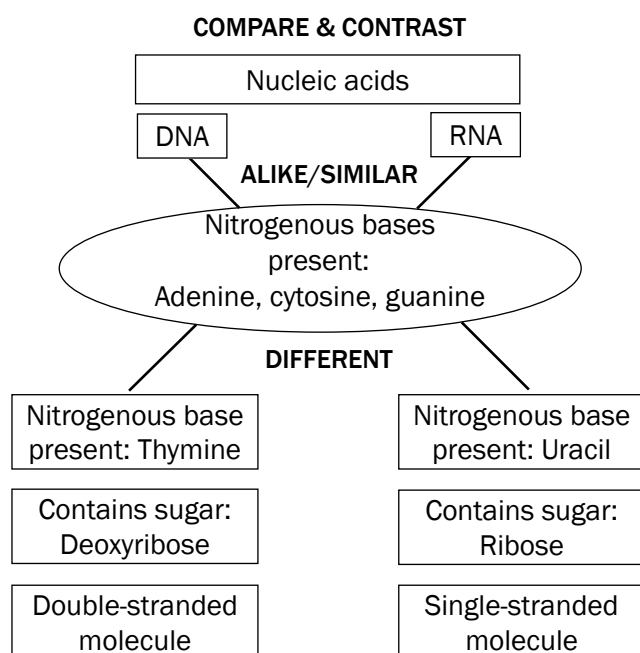 COMPARE & CONTRAST
Nucleic acids
DNA
RNA
ALIKE/SIMILAR
Nitrogenous bases
present:
Adenine, cytosine, guanine
DIFFERENT
Nitrogenous base
present: Thymine
Nitrogenous base
present: Uracil
Contains sugar:
Deoxyribose
Contains sugar:
Ribose
Double-stranded
molecule
Single-stranded
molecule